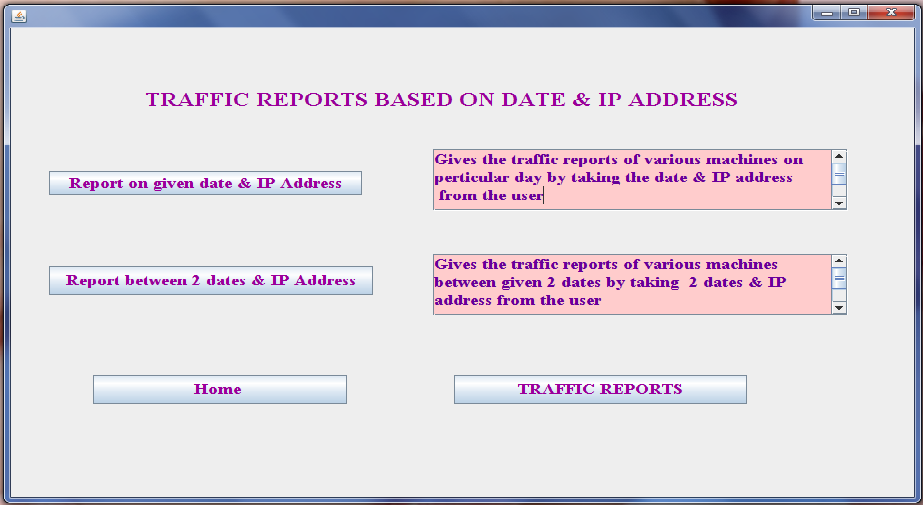 TRAFFIC REPORTS BASED ON DATE & IP ADDRESS
Report on given date & IP Address
Gives the traffic reports of various machines on
perticular day by taking the date & IP address
from the user
Report between 2 dates & IP Address
Gives the traffic reports of various machines
between given 2 dates by taking  2 dates & IP
address from the user
Home
TRAFFIC REPORTS